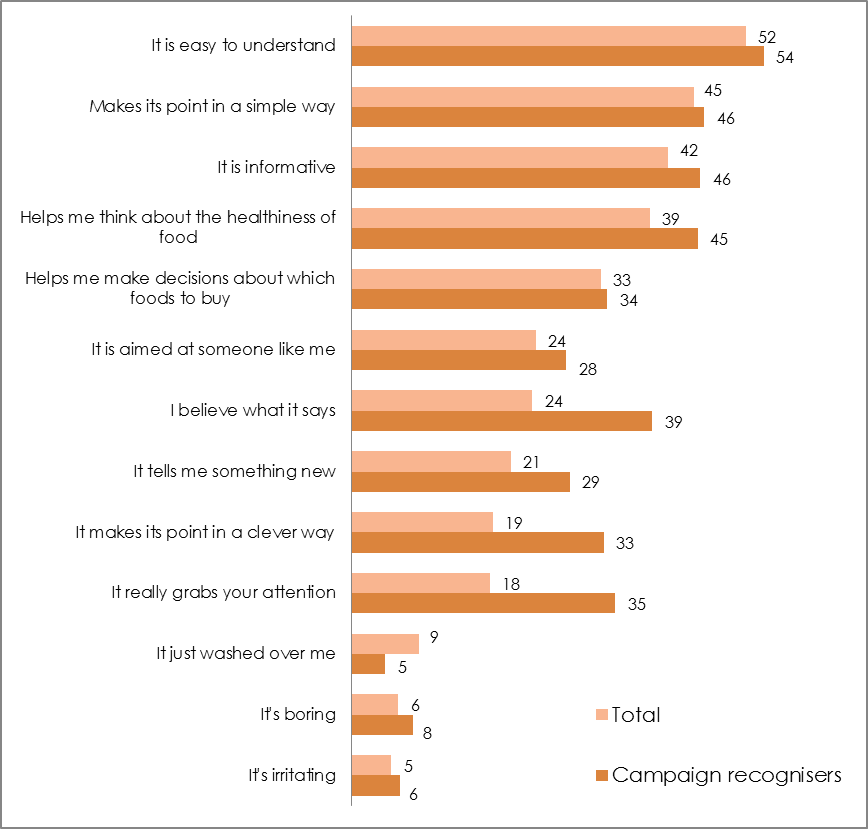 It is easy to understand
52
54
Makes its point in a simple way
45
46
It is informative
42
46
Helps me think about the healthiness of
food
39
45
Helps me make decisions about which
foods to buy
33
34
It is aimed at someone like me
24
28
I believe what it says
24
39
It tells me something new
21
29
It makes its point in a clever way
19
33
It really grabs your attention
18
35
It just washed over me
9
5
It's boring
6
8
It's irritating
5
6
Total
Campaign recognisers